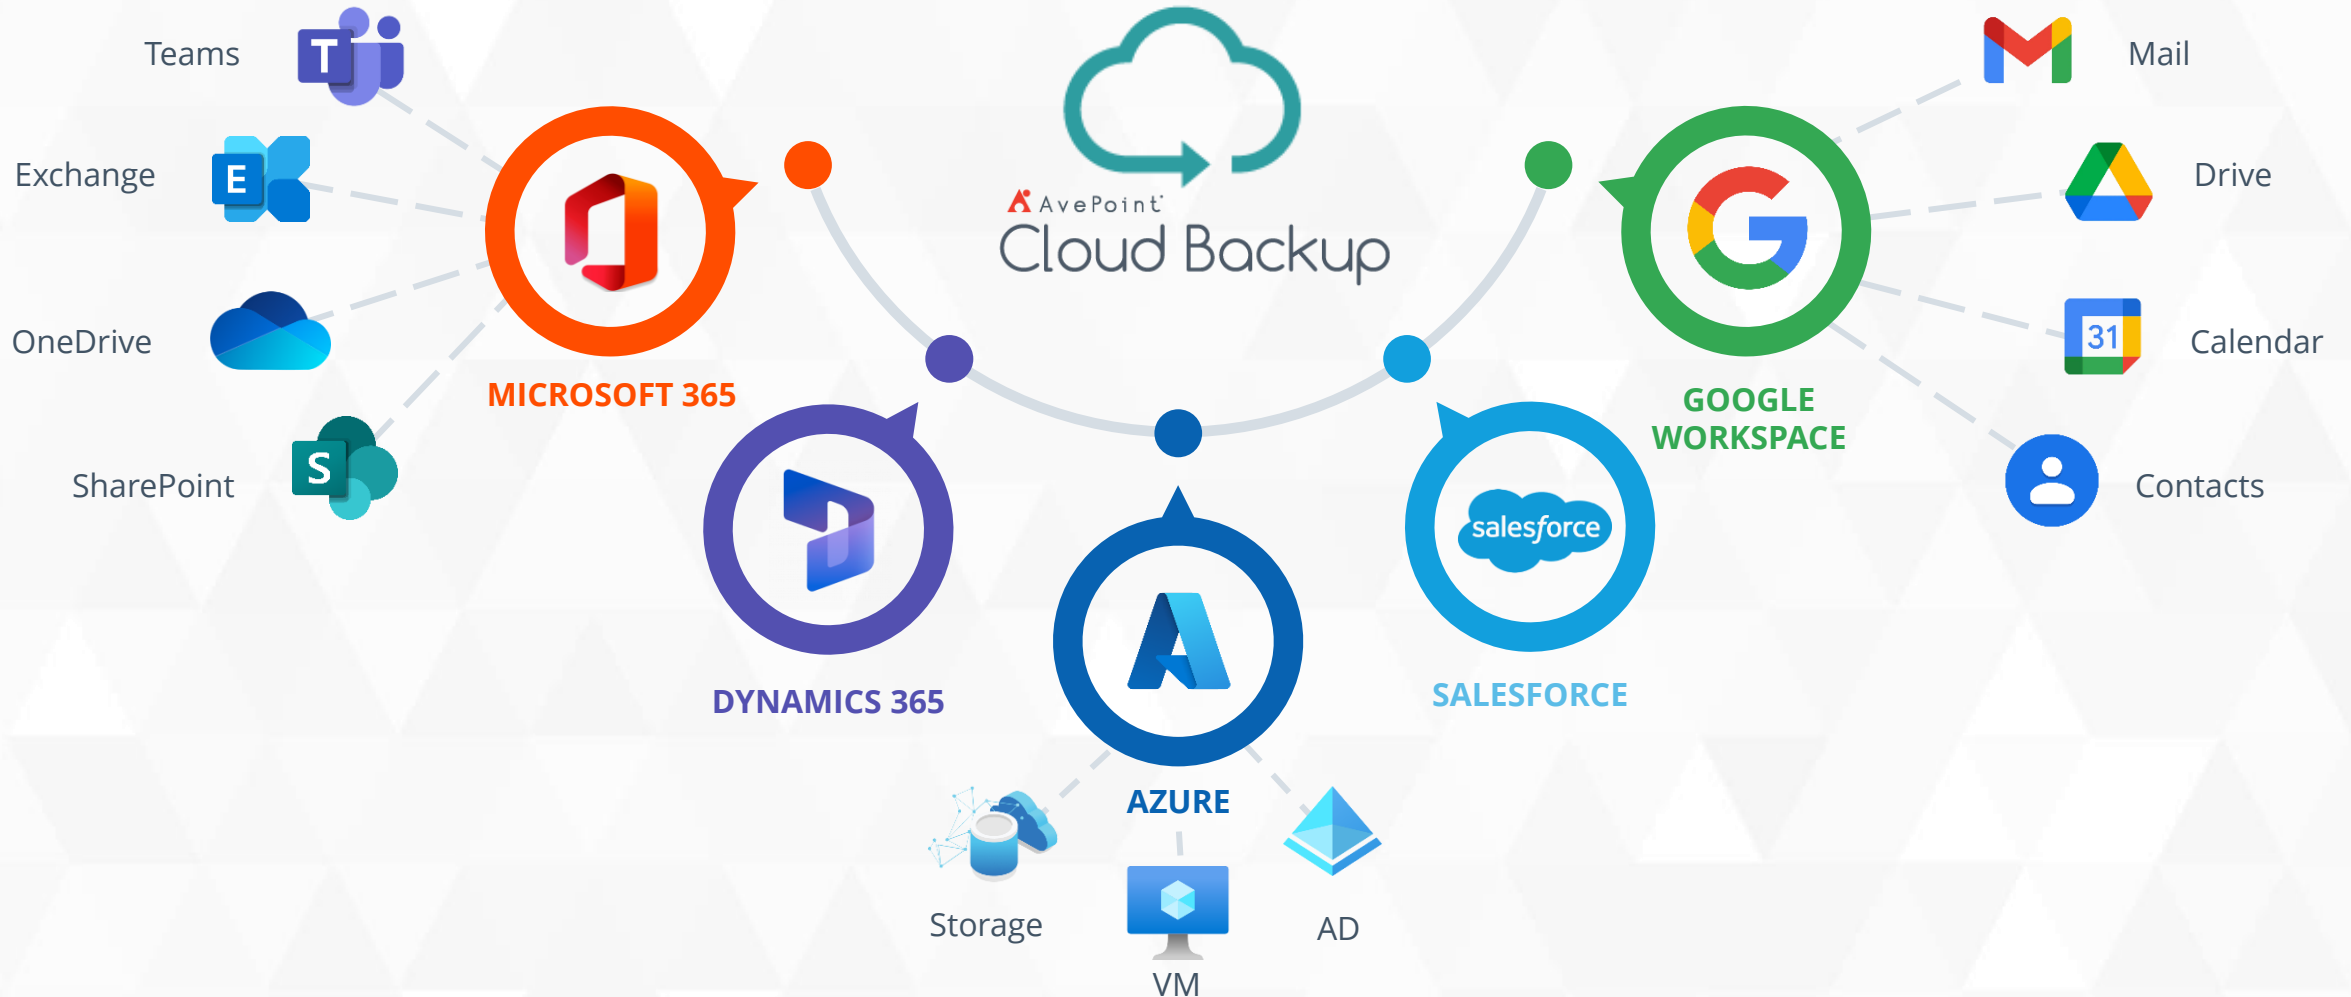 Teams
T
Exchange
E
OneDrive
SharePoint
S
MICROSOFT 365
AvePoint
Cloud Backup
DYNAMICS 365
AZURE
Storage
VM
AD
salesforce
SALESFORCE
GOOGLE
WORKSPACE
Mail
Drive
31
Calendar
Contacts